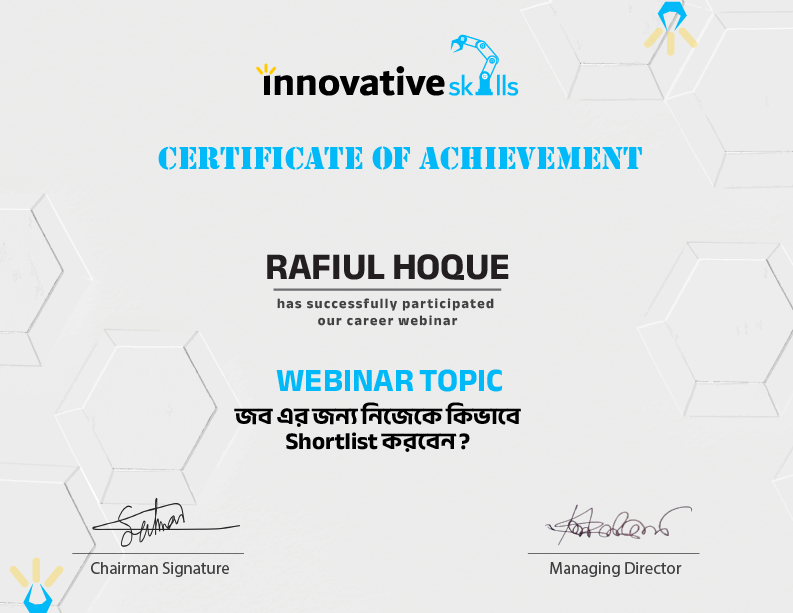 innovative skills
CERTIFICATE OF ACHIEVEMENT
RAFIUL HOQUE
has successfully participated
our career webinar
WEBINAR TOPIC
জব এর জন্য নিজেকে কিভাবে
Shortlist করবেন ?
Chairman Signature
Managing Director